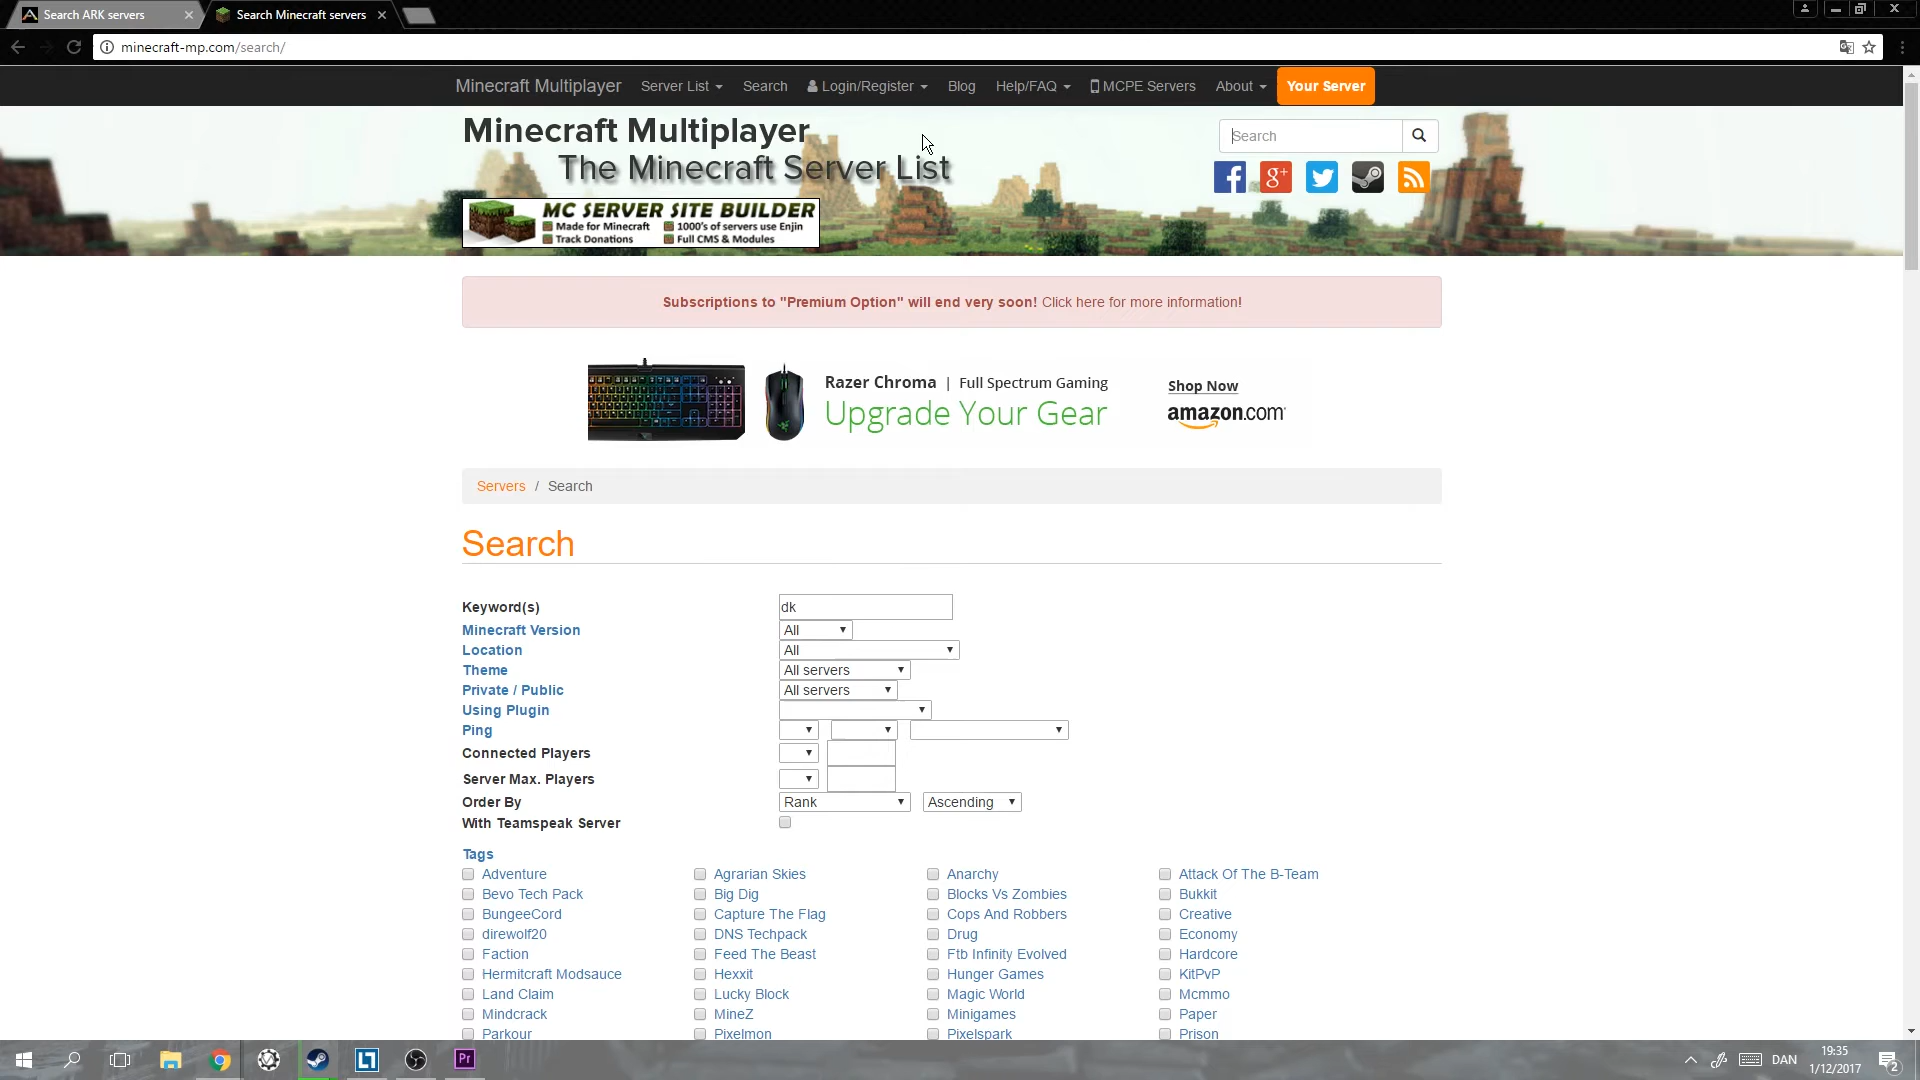 Search ARK servers
Search Minecraft servers
minecraft-mp.com/search/
Minecraft Multiplayer Server List Search Login/Register Blog Help/FAQ MCPE Servers About Your Server
Minecraft Multiplayer
The Minecraft Server List
Search
MC SERVER SITE BUILDER
Made for Minecraft 1000's of servers use Enjin
Track Donations Full CMS & Modules
Subscriptions to "Premium Option" will end very soon! Click here for more information!
Razer Chroma | Full Spectrum Gaming
Upgrade Your Gear
Shop Now
amazon.com
Servers / Search
Search
Keyword(s) dk
Minecraft Version All
Location All
Theme All servers
Private / Public All servers
Using Plugin
Ping
Connected Players
Server Max. Players
Order By Rank Ascending
With Teamspeak Server
Tags
Adventure Agrarian Skies Anarchy Attack Of The B-Team
Bevo Tech Pack Big Dig Blocks Vs Zombies Bukkit
BungeeCord Capture The Flag Cops And Robbers Creative
direwolf20 DNS Techpack Drug Economy
Faction Feed The Beast Ftb Infinity Evolved Hardcore
Hermitcraft Modsauce Hexxit Hunger Games KitPvP
Land Claim Lucky Block Magic World Mcmmo
Mindcrack MineZ Minigames Paper
Parkour Pixelmon Pixelspark Prison
Pr
DAN
19:35
1/12/2017
2